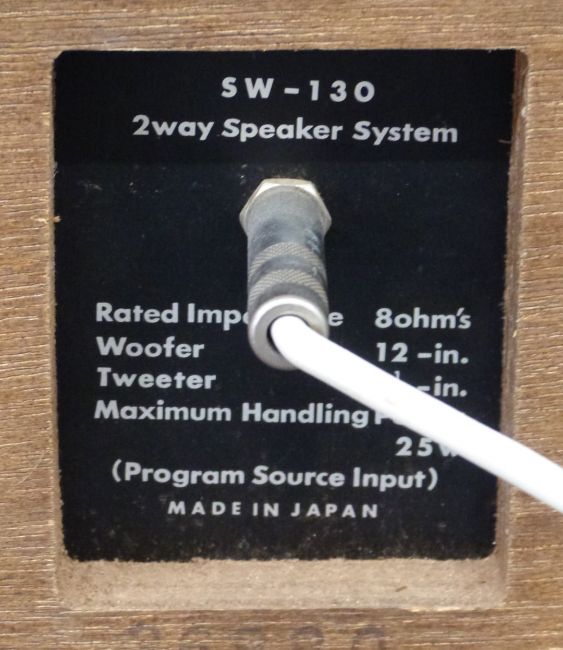 SW-130
2way Speaker System
Rated 8ohm's
Woofer 12-in.
Tweeter -in.
Maximum Handling
25
(Program Source Input)
MADE IN JAPAN